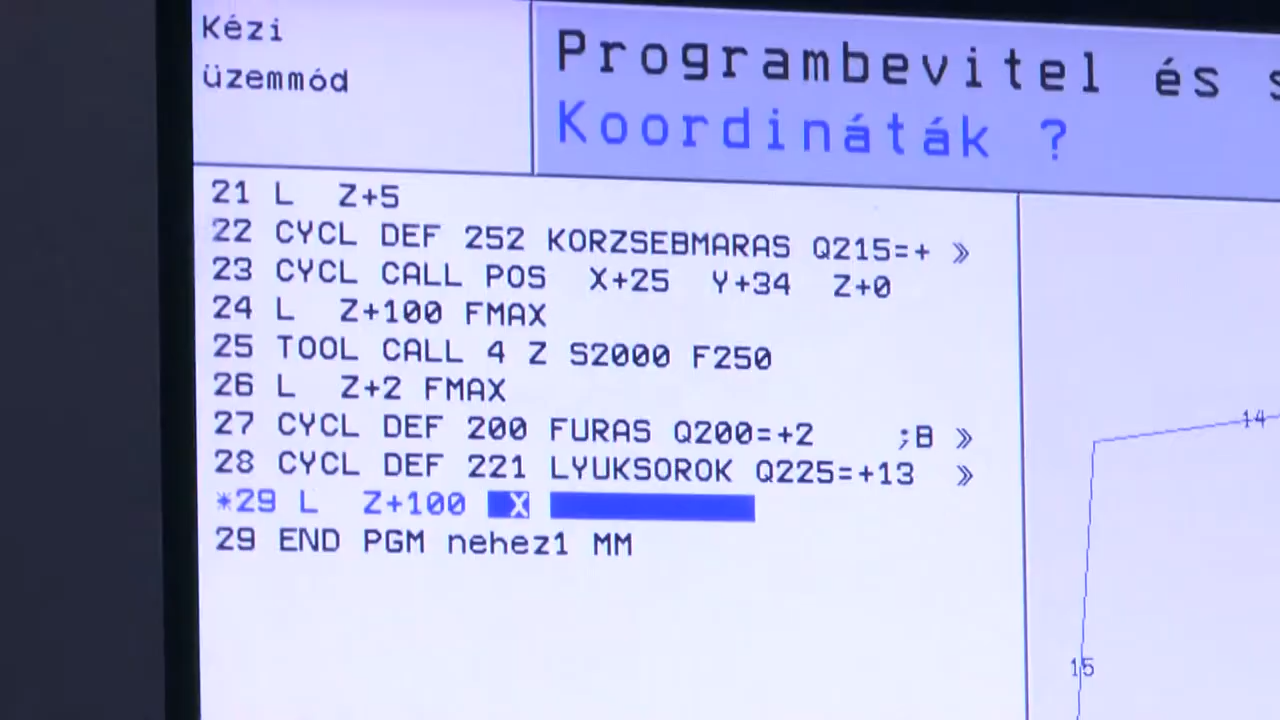 Kézi
üzemmód
Programbevitel és
Koordináták ?
21 L Z+5
22 CYCL DEF 252 KORZSEBMARAS Q215=+ »
23 CYCL CALL POS X+25 Y+34 Z+0
24 L Z+100 FMAX
25 TOOL CALL 4 Z S2000 F250
26 L Z+2 FMAX
27 CYCL DEF 200 FURAS Q200=+2 ;B »
28 CYCL DEF 221 LYUKSOROK Q225=+13 »
*29 L Z+100 X
29 END PGM nehez1 MM
14
15